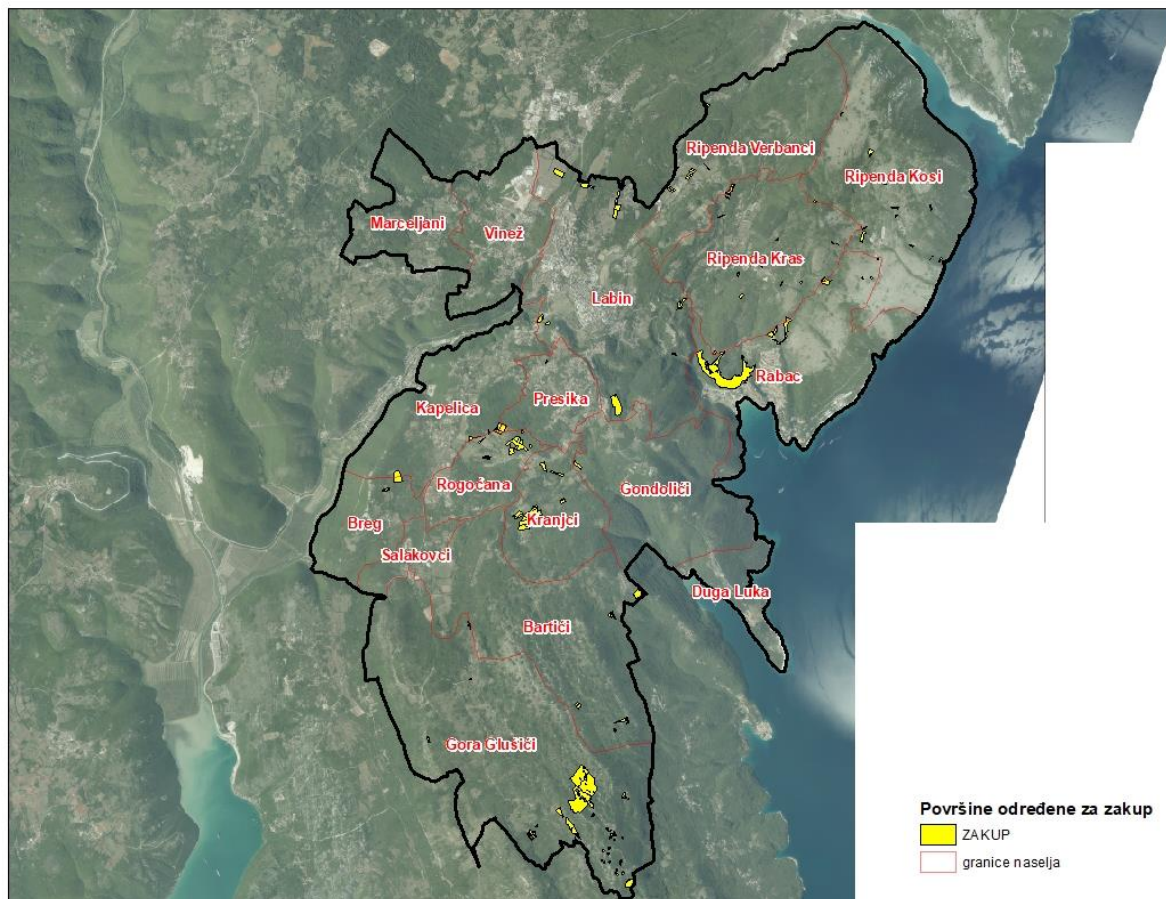 Ripenda Verbanci
Ripenda Kosi
Marceljani
Vinež
Ripenda Kras
Labin
Rabac
Presika
Kapelica
Rogočana
Gondolići
Kranjci
Breg
Salakovci
Duga Luka
Bartići
Gora Glušići
Površine određene za zakup
ZAKUP
granice naselja